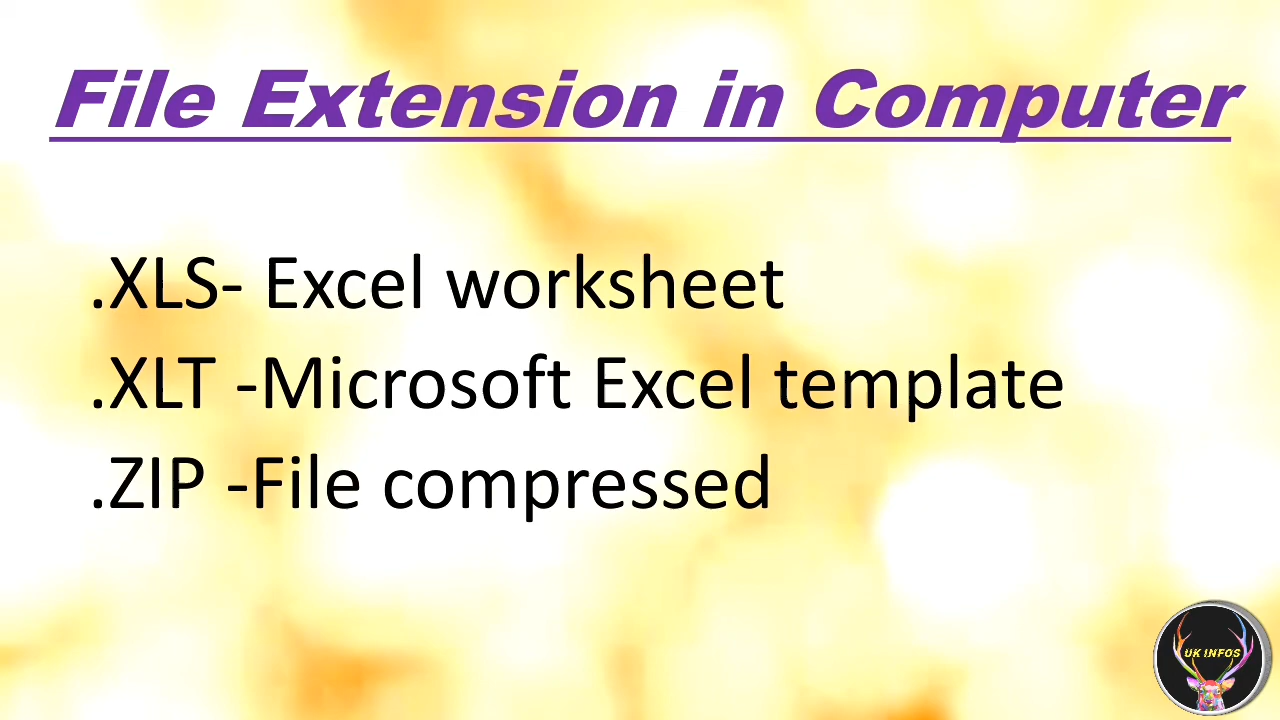 File Extension in Computer
.XLS- Excel worksheet
.XLT -Microsoft Excel template
.ZIP -File compressed
UK INFOS